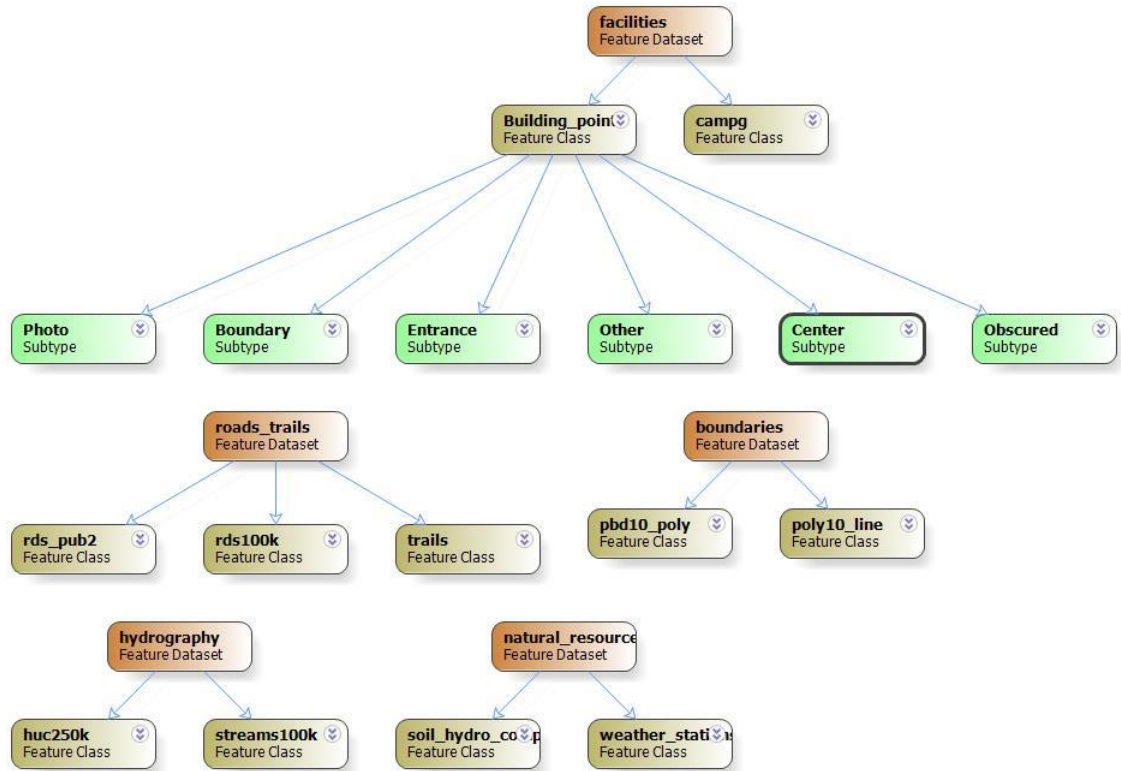 facilities
Feature Dataset
Building_point
Feature Class
campg
Feature Class
Photo
Subtype
Boundary
Subtype
Entrance
Subtype
Other
Subtype
Center
Subtype
Obscured
Subtype
roads_trails
Feature Dataset
boundaries
Feature Dataset
rds_pub2
Feature Class
rds100k
Feature Class
trails
Feature Class
pbd10_poly
Feature Class
poly10_line
Feature Class
hydrography
Feature Dataset
natural_resource
Feature Dataset
huc250k
Feature Class
streams100k
Feature Class
soil_hydro_comp
Feature Class
weather_stations
Feature Class